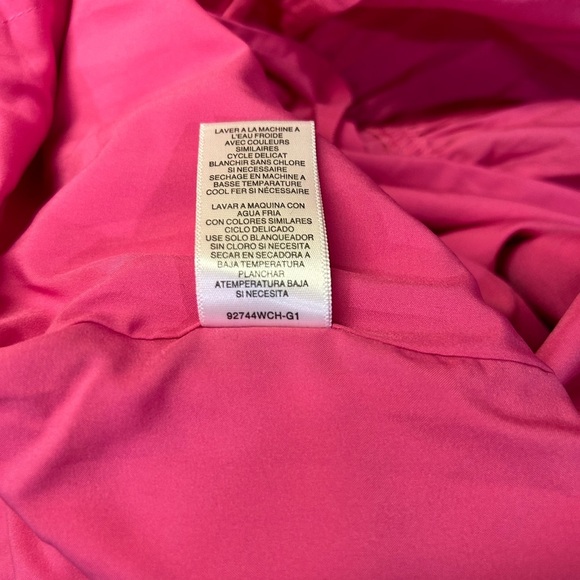 LAVER A LA MACHINE A
L'EAU FROIDE
AVEC COULEURS
SIMILAIRES
CYCLE DELICAT
BLANCHIR SANS CHLORE
SI NECESSAIRE
SECHAGE EN MACHINE A
BASSE TEMPARATURE
COOL FER SI NÉCESSAIRE
LAVAR A MAQUINA CON
AGUA FRIA
CON COLORES SIMILARES
CICLO DELICADO
USE SOLO BLANQUEADOR
SIN CLORO SI NECESITA
SECAR EN SECADORA A
BAJA TEMPERATURA
PLANCHAR
ATEMPERATURA BAJA
SI NECESITA
92744WCH-G1